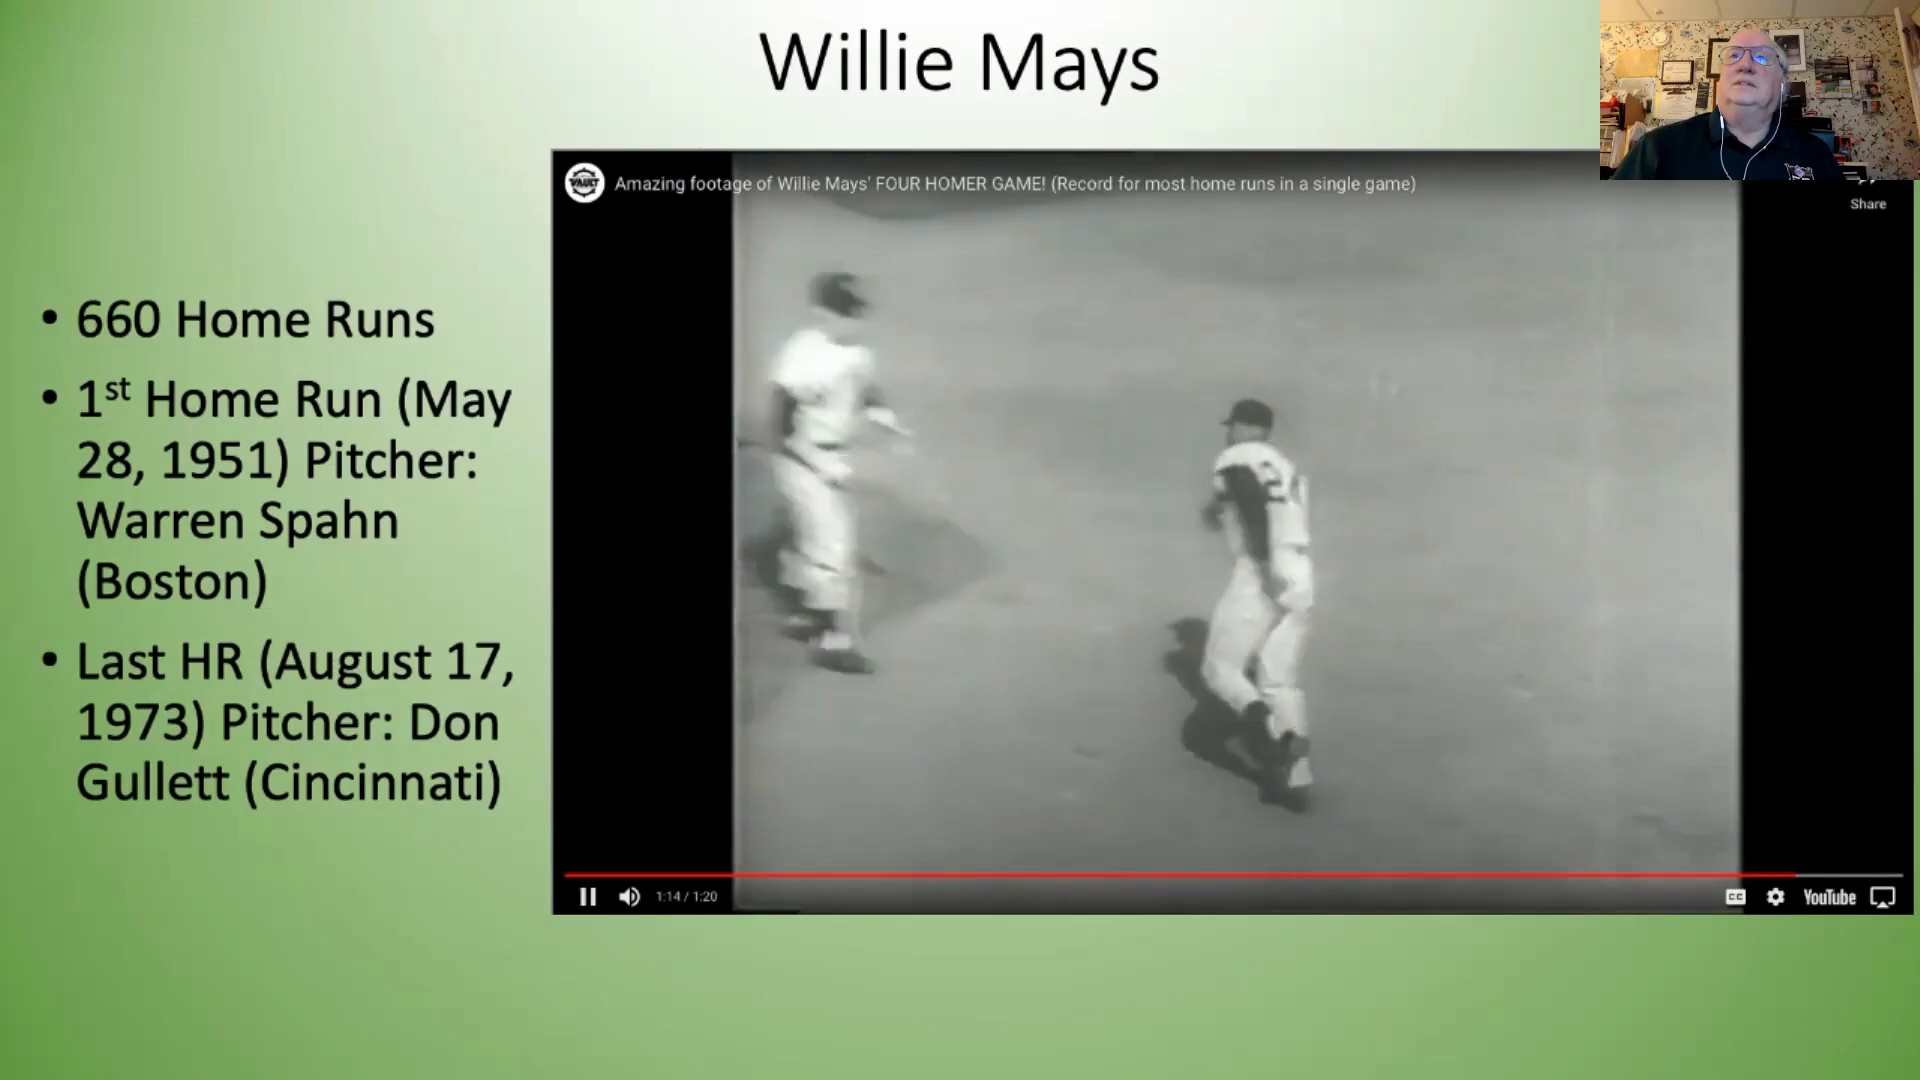 Willie Mays
VAULT
Amazing footage of Willie Mays' FOUR HOMER GAME! (Record for most home runs in a single game)
Share
• 660 Home Runs
• 1st Home Run (May
28, 1951) Pitcher:
Warren Spahn
(Boston)
• Last HR (August 17,
1973) Pitcher: Don
Gullett (Cincinnati)
1:14 / 1:20
CC
YouTube